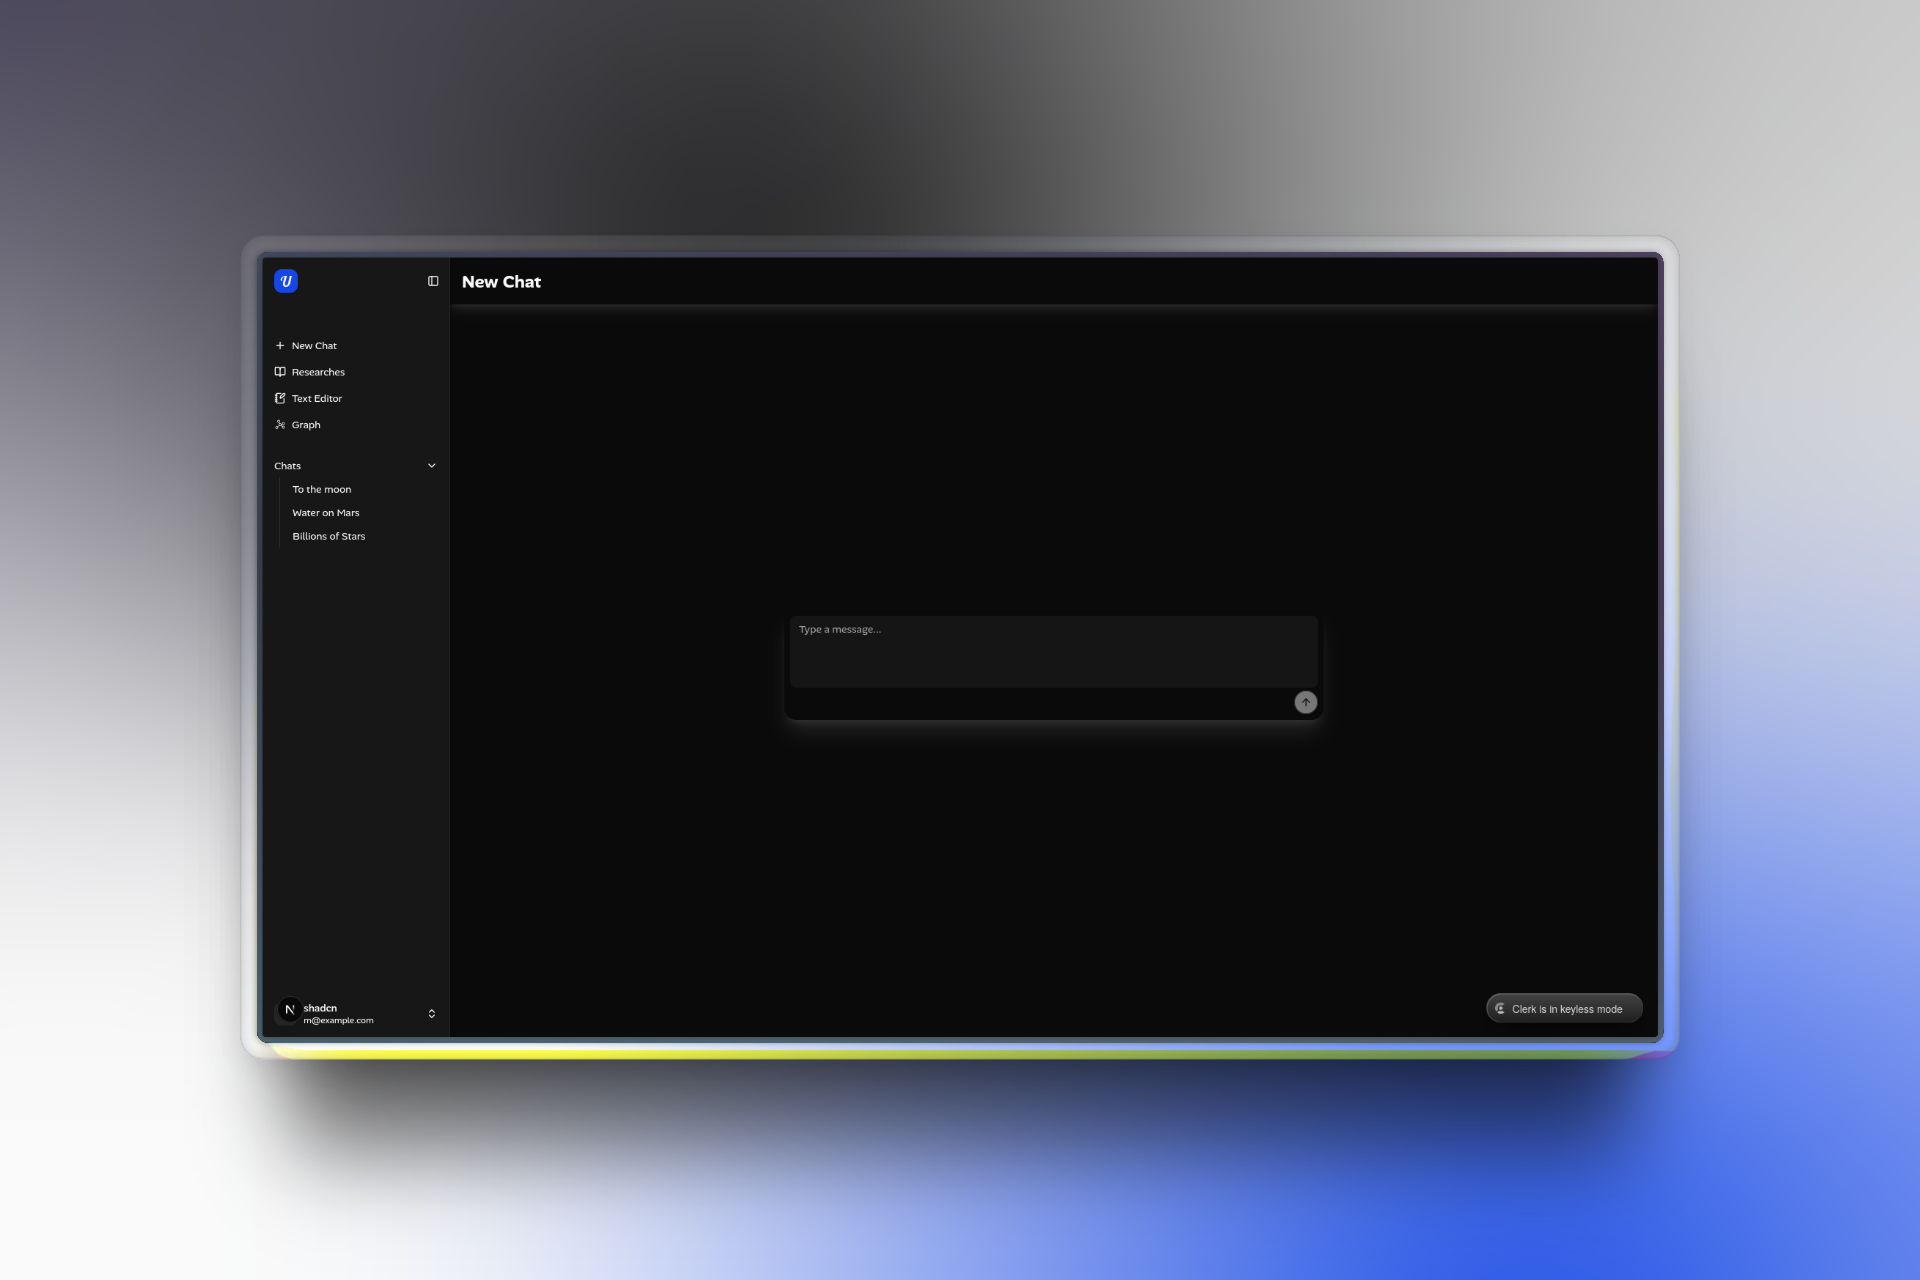 U
New Chat
New Chat
Researches
Text Editor
Graph
Chats
To the moon
Water on Mars
Billions of Stars
Type a message...
N
shadcn
m@example.com
Clerk is in keyless mode